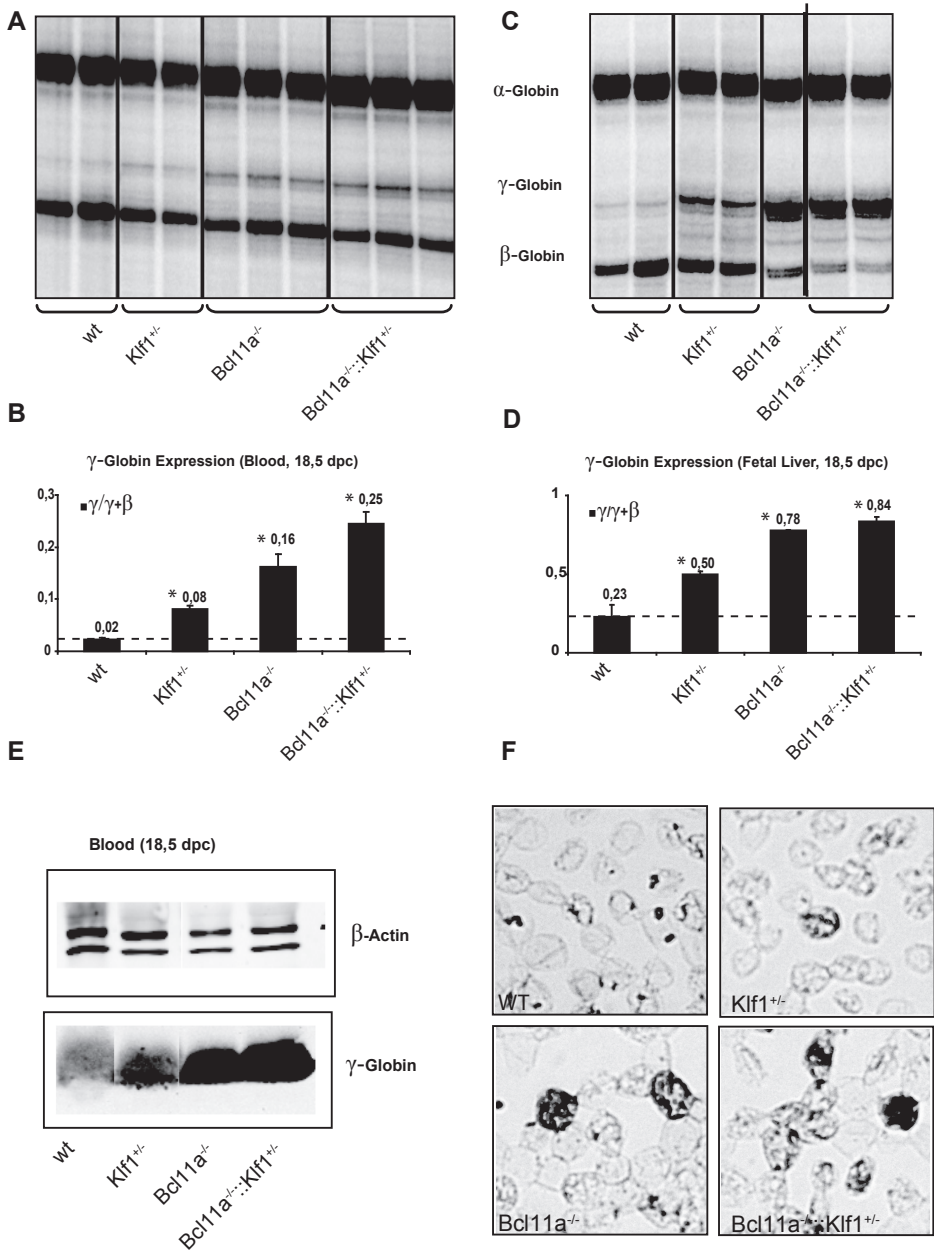 A
wt
Klf1+/-
Bcl11a-/-
Bcl11a-/-::Klf1+/-
C
α-Globin
γ-Globin
β-Globin
wt
Klf1+/-
Bcl11a-/-
Bcl11a-/-::Klf1+/-
B
γ-Globin Expression (Blood, 18,5 dpc)
γ/γ+β
0,3
0,2
0,1
0
0,02
* 0,08
* 0,16
* 0,25
wt
Klf1+/-
Bcl11a-/-
Bcl11a-/-::Klf1+/-
D
γ-Globin Expression (Fetal Liver, 18,5 dpc)
γ/γ+β
1
0,5
0
0,23
* 0,50
* 0,78
* 0,84
wt
Klf1+/-
Bcl11a-/-
Bcl11a-/-::Klf1+/-
E
Blood (18,5 dpc)
β-Actin
γ-Globin
wt
Klf1+/-
Bcl11a-/-
Bcl11a-/-::Klf1+/-
F
WT
Klf1+/-
Bcl11a-/-
Bcl11a-/-::Klf1+/-